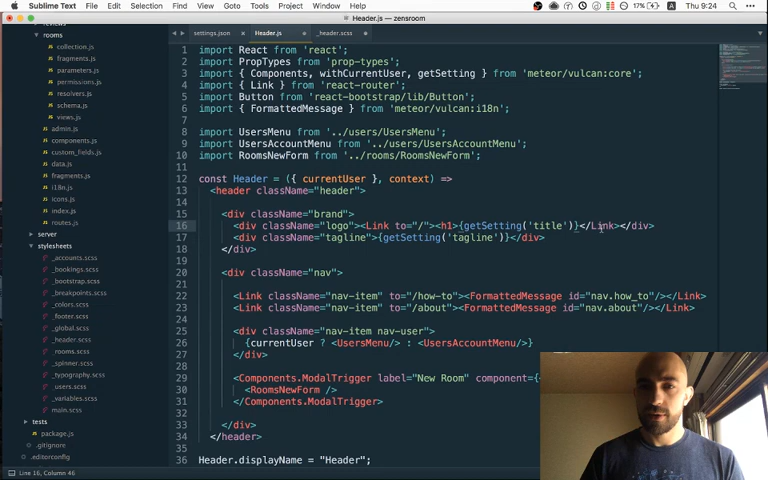 Sublime Text File Edit Selection Find View Goto Tools Project Window Help
17% Thu 9:24
Header.js — zensroom
rooms
collection.js
fragments.js
parameters.js
permissions.js
resolvers.js
schema.js
views.js
admin.js
components.js
custom_fields.js
data.js
fragments.js
i18n.js
icons.js
index.js
routes.js
server
stylesheets
_accounts.scss
_bookings.scss
_bootstrap.scss
_breakpoints.scss
_colors.scss
_footer.scss
_global.scss
_header.scss
_rooms.scss
_spinner.scss
_typography.scss
_users.scss
_variables.scss
main.scss
tests
package.js
.gitignore
.editorconfig
settings.json Header.js _header.scss
1 import React from 'react';
2 import PropTypes from 'prop-types';
3 import { Components, withCurrentUser, getSetting } from 'meteor/vulcan:core';
4 import { Link } from 'react-router';
5 import Button from 'react-bootstrap/lib/Button';
6 import { FormattedMessage } from 'meteor/vulcan:i18n';
7
8 import UsersMenu from '../users/UsersMenu';
9 import UsersAccountMenu from '../users/UsersAccountMenu';
10 import RoomsNewForm from '../rooms/RoomsNewForm';
11
12 const Header = ({ currentUser }, context) =>
13 <header className="header">
14
15 <div className="brand">
16 <div className="logo"><Link to="/"><h1>{getSetting('title')}</Link></div>
17 <div className="tagline">{getSetting('tagline')}</div>
18 </div>
19
20 <div className="nav">
21
22 <Link className="nav-item" to="/how-to"><FormattedMessage id="nav.how_to"/></Link>
23 <Link className="nav-item" to="/about"><FormattedMessage id="nav.about"/></Link>
24
25 <div className="nav-item nav-user">
26 {currentUser ? <UsersMenu/> : <UsersAccountMenu/>}
27 </div>
28
29 <Components.ModalTrigger label="New Room" component={<
30 <RoomsNewForm />
31 </Components.ModalTrigger>
32
33 </div>
34 </header>
35
36 Header.displayName = "Header";
Line 16, Column 46